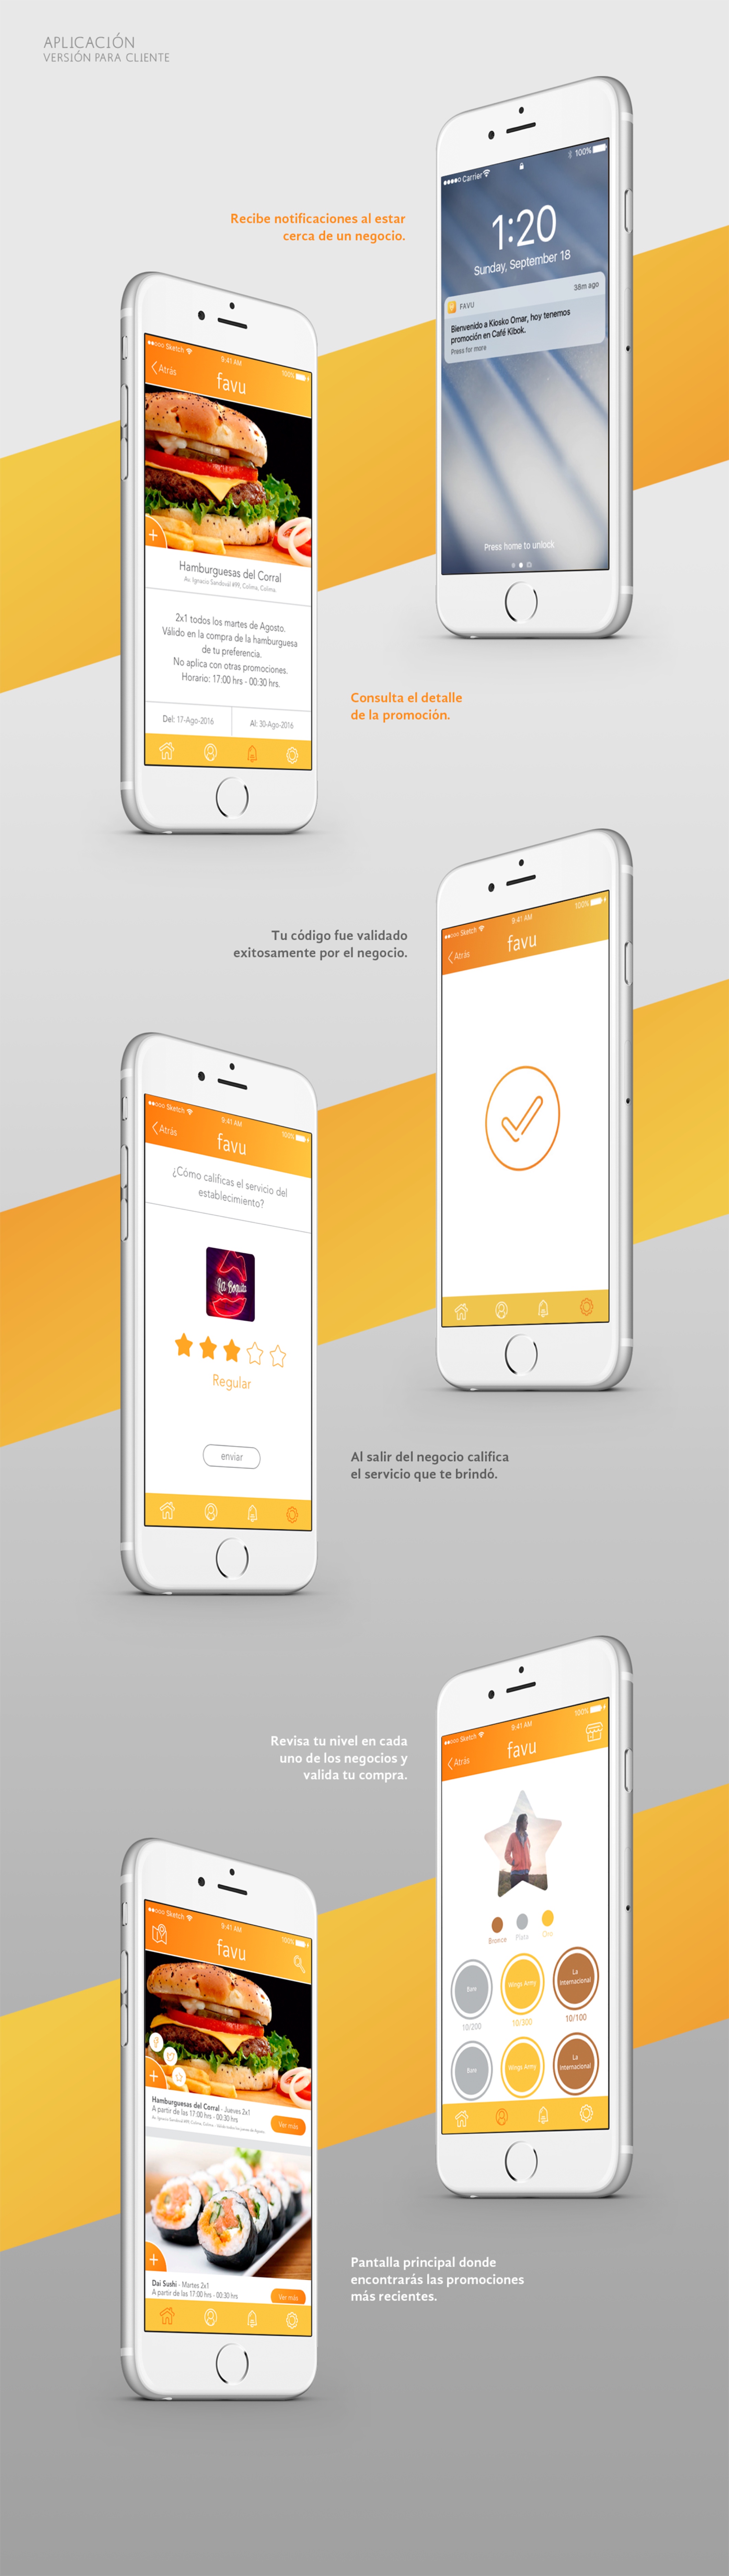 APLICACIÓN
VERSIÓN PARA CLIENTE
Recibe notificaciones al estar
cerca de un negocio.
Carrier
100%
1:20
Sunday, September 18
FAVU
38m ago
Bienvenido a Kiosko Omar, hoy tenemos
promoción en Café Kibok.
Press for more
Press home to unlock
Sketch
9:41 AM
100%
Atrás
favu
Hamburguesas del Corral
Av. Ignacio Sandoval #99, Colima, Colima.
2x1 todos los martes de Agosto.
Válido en la compra de la hamburguesa
de tu preferencia.
No aplica con otras promociones.
Horario: 17:00 hrs - 00:30 hrs.
Del: 17-Ago-2016
Al: 30-Ago-2016
Consulta el detalle
de la promoción.
Tu código fue validado
exitosamente por el negocio.
Sketch
9:41 AM
100%
Atrás
favu
Sketch
9:41 AM
100%
Atrás
favu
¿Cómo calificas el servicio del
establecimiento?
La Boquita
Regular
enviar
Al salir del negocio califica
el servicio que te brindó.
Revisa tu nivel en cada
uno de los negocios y
valida tu compra.
Sketch
9:41 AM
100%
Atrás
favu
Bronce
Plata
Oro
Wings Army
La
Internacional
10/200
10/300
10/100
Wings Army
La
Internacional
Sketch
9:41 AM
100%
favu
Hamburguesas del Corral - Jueves 2x1
A partir de las 17:00 hrs - 00:30 hrs
Ver más
Dai Sushi - Martes 2x1
A partir de las 17:00 hrs - 00:30 hrs
Ver más
Pantalla principal donde
encontrarás las promociones
más recientes.